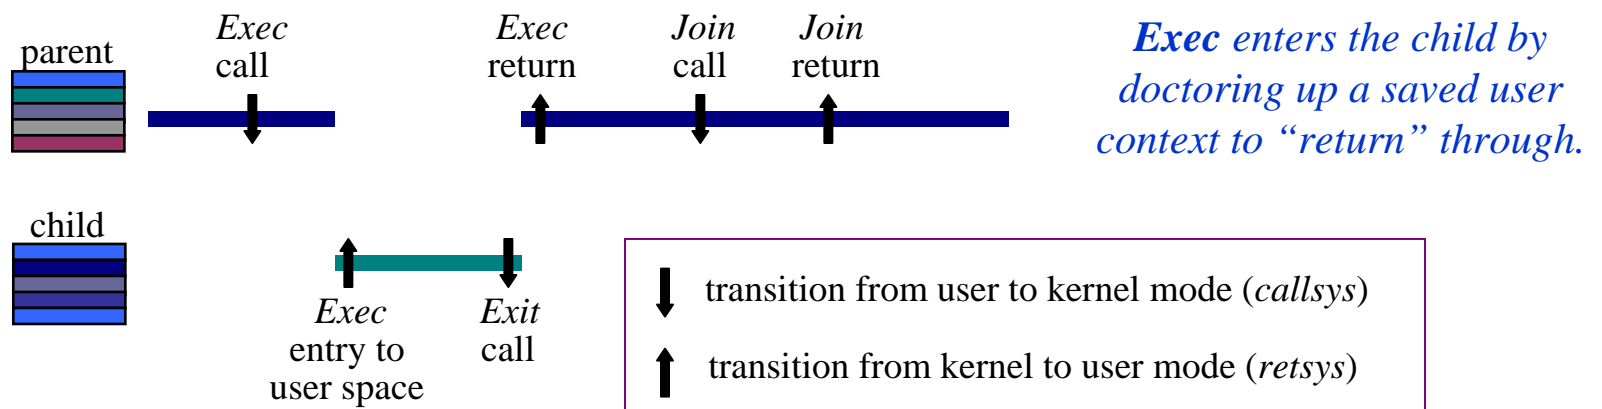 parent
Exec
call
Exec
return
Join
call
Join
return
Exec enters the child by
doctoring up a saved user
context to “return” through.
child
Exec
entry to
user space
Exit
call
transition from user to kernel mode (callsys)
transition from kernel to user mode (retsys)